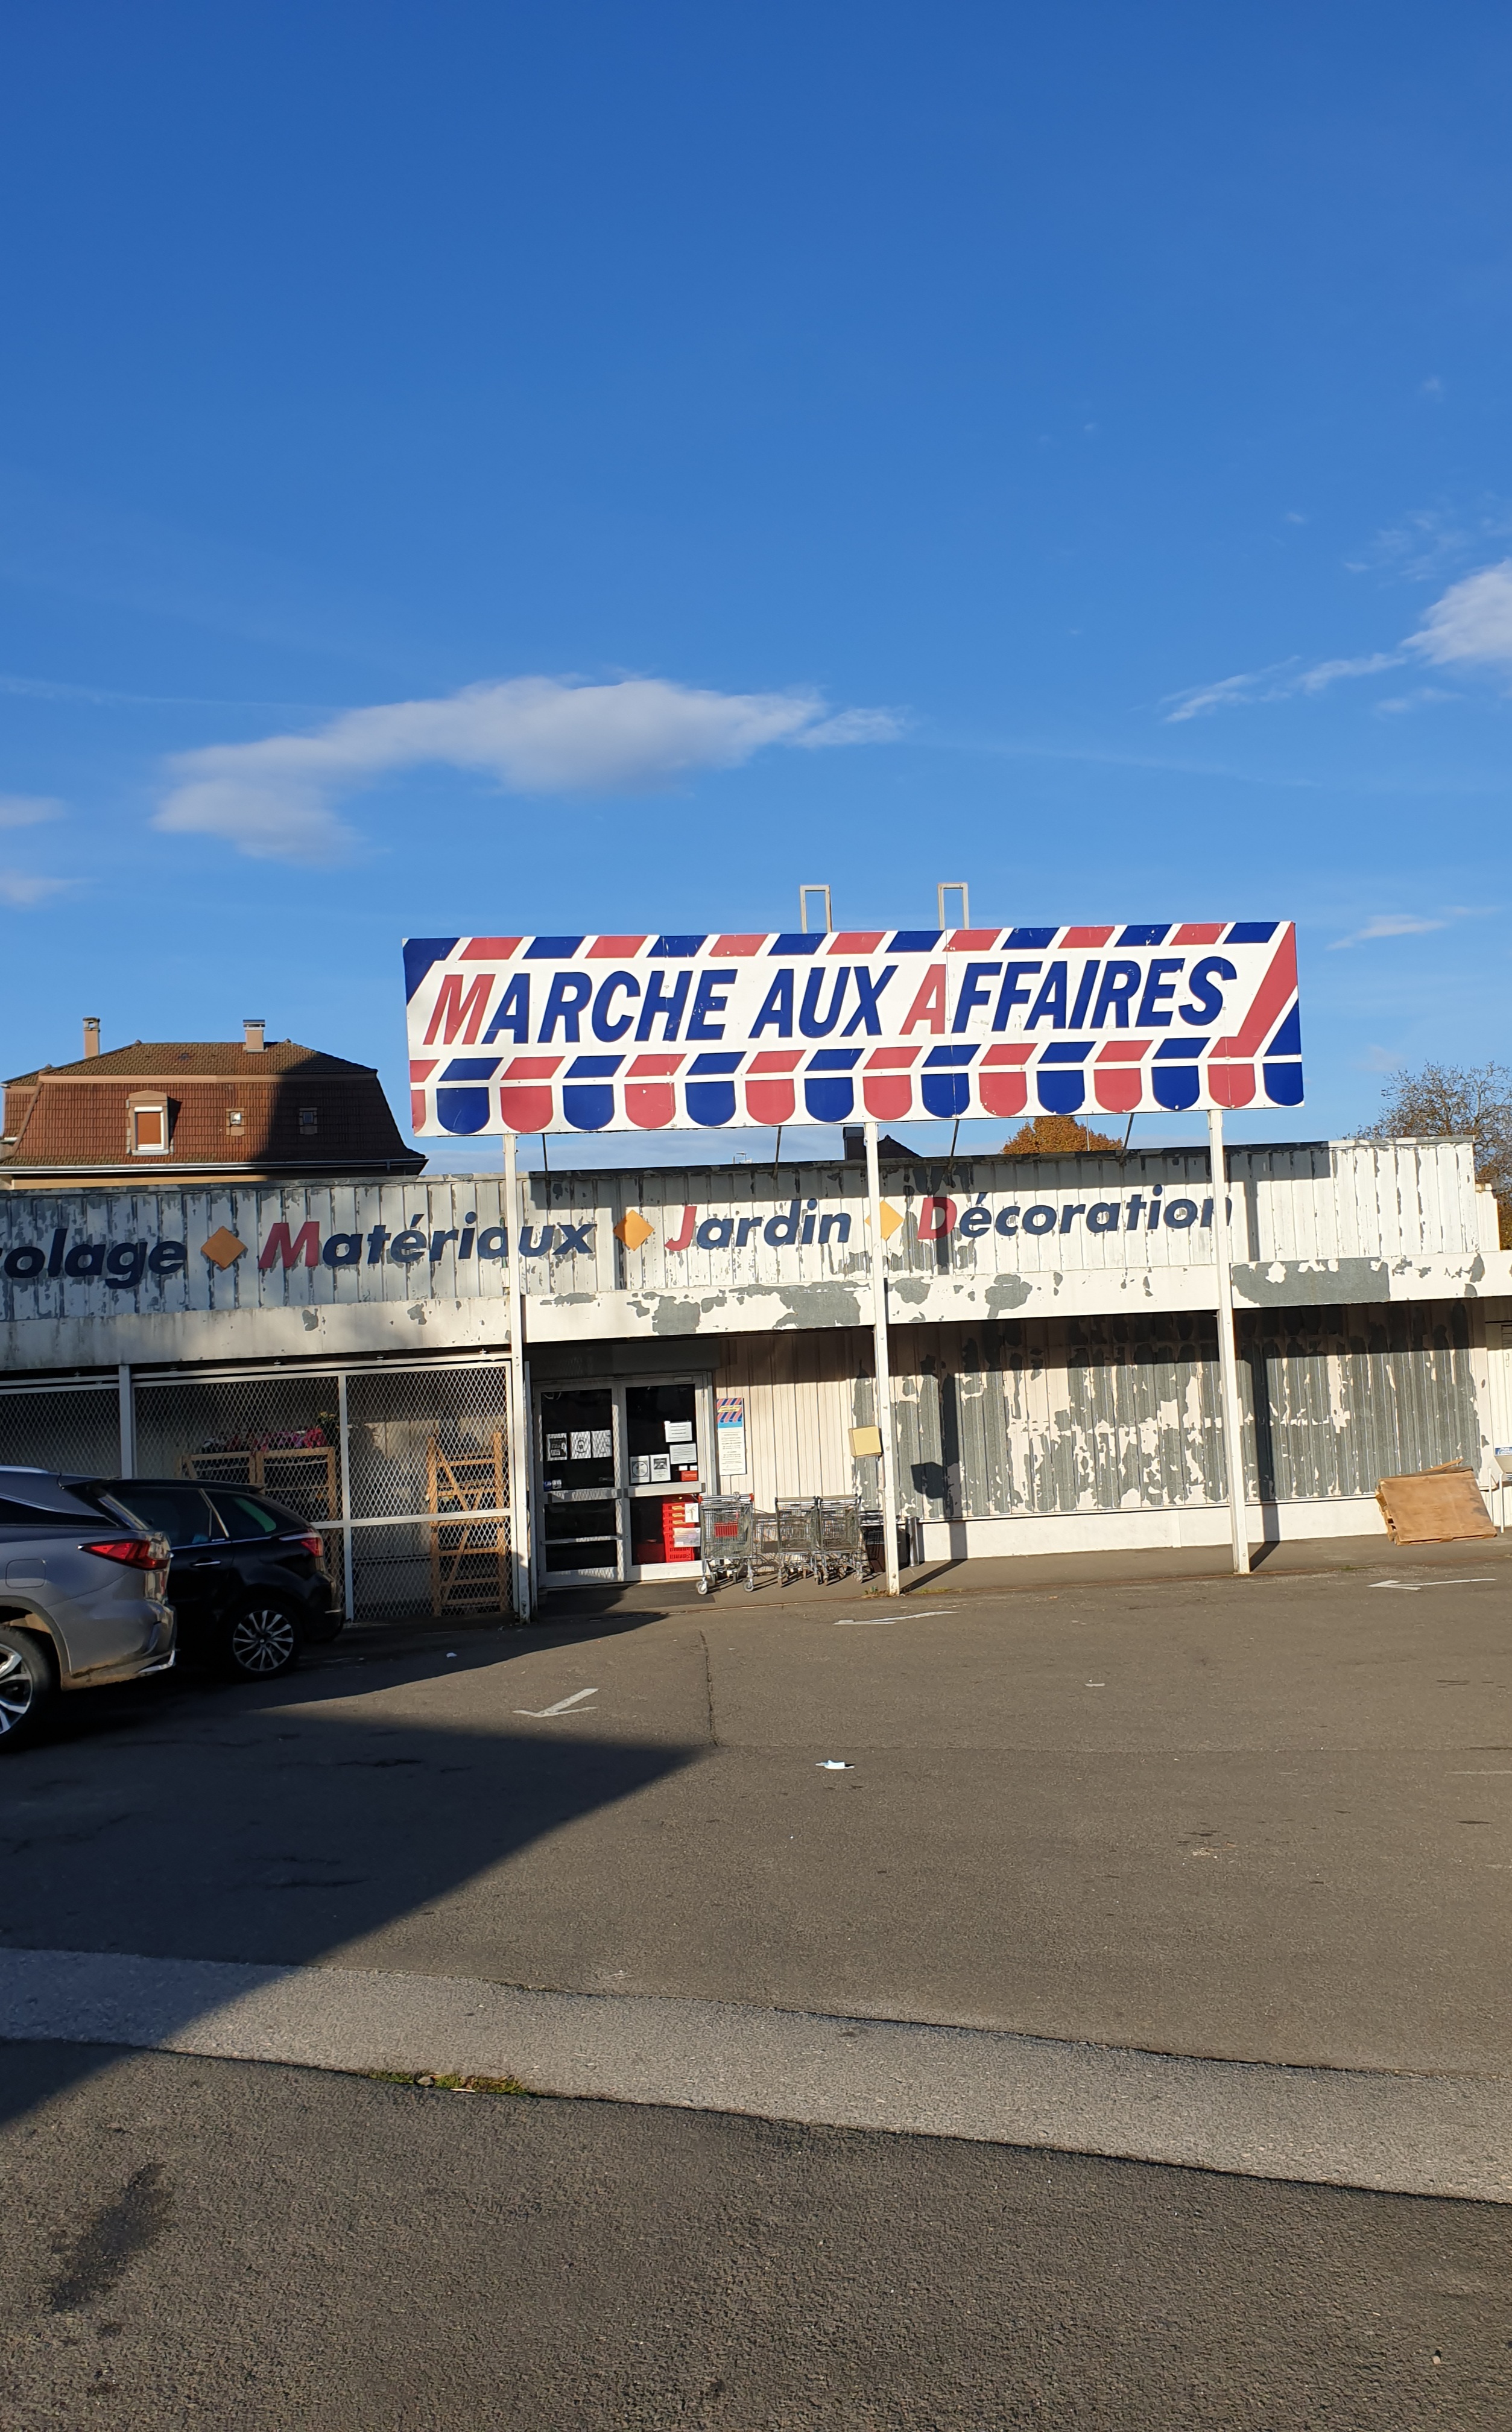 MARCHE AUX AFFAIRES
olage Matériaux Jardin Décoration